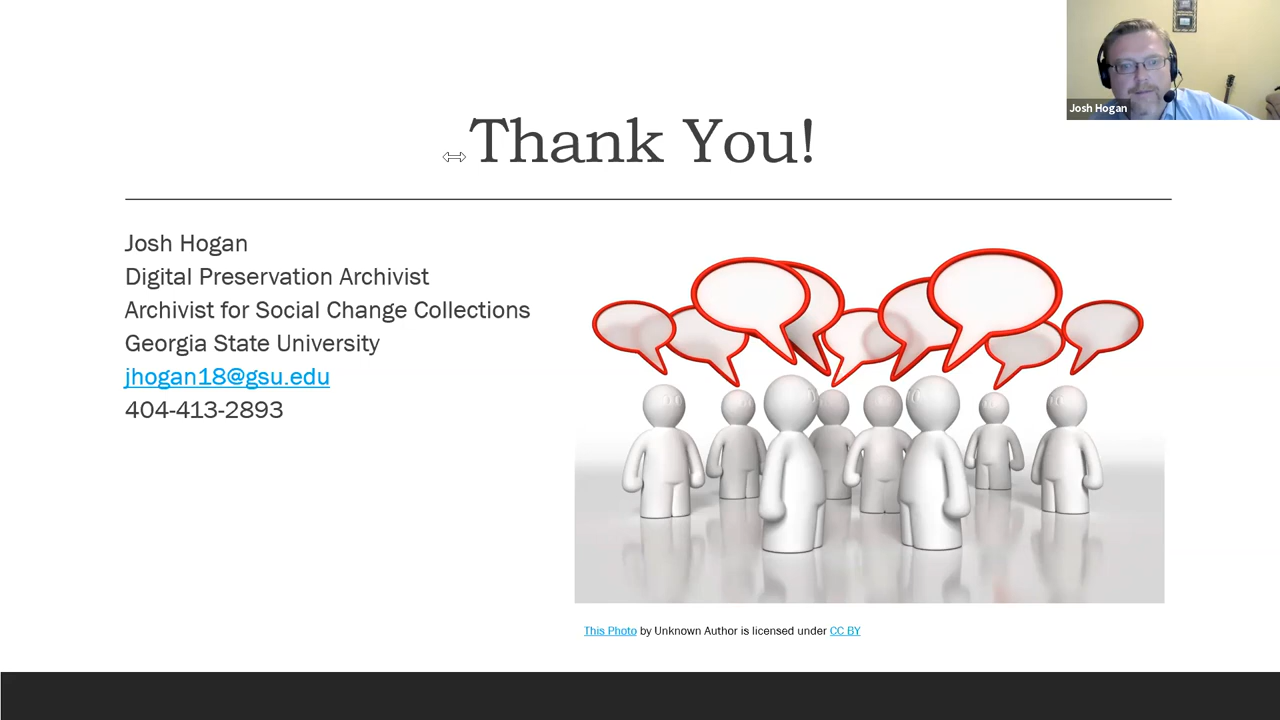 Josh Hogan
Thank You!
Josh Hogan
Digital Preservation Archivist
Archivist for Social Change Collections
Georgia State University
jhogan18@gsu.edu
404-413-2893
This Photo by Unknown Author is licensed under CC BY